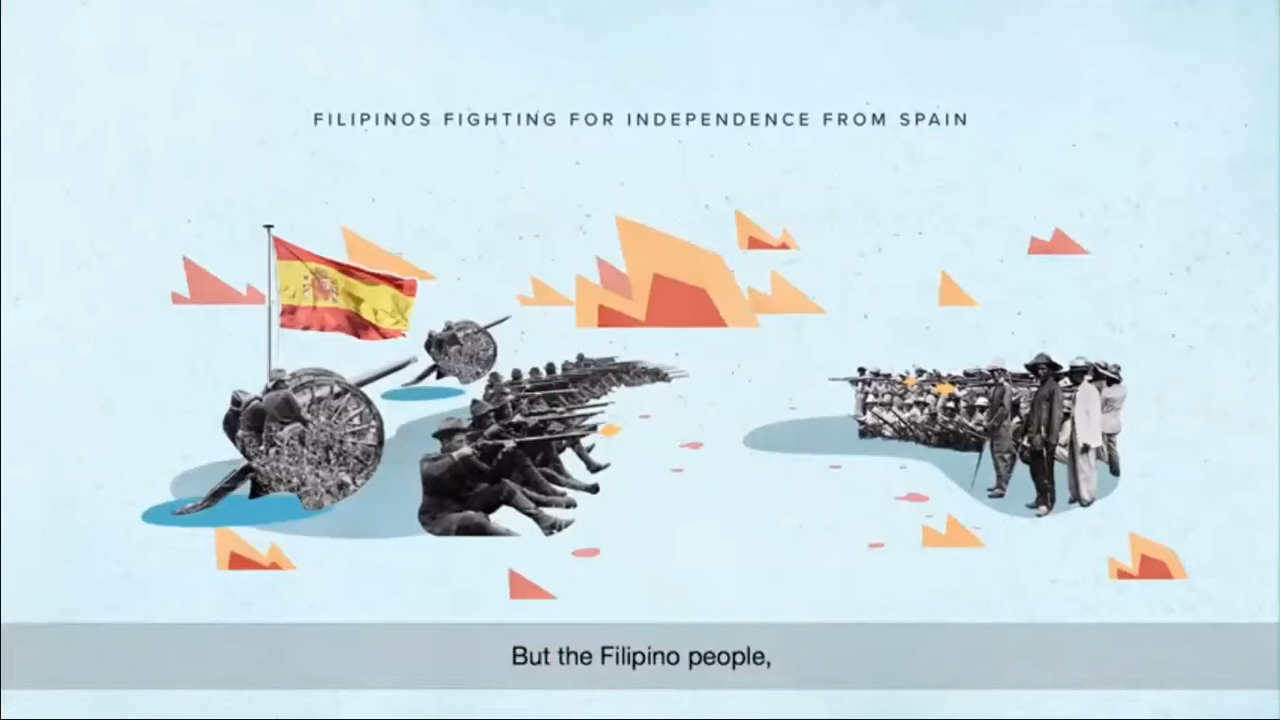 FILIPINOS FIGHTING FOR INDEPENDENCE FROM SPAIN
But the Filipino people,